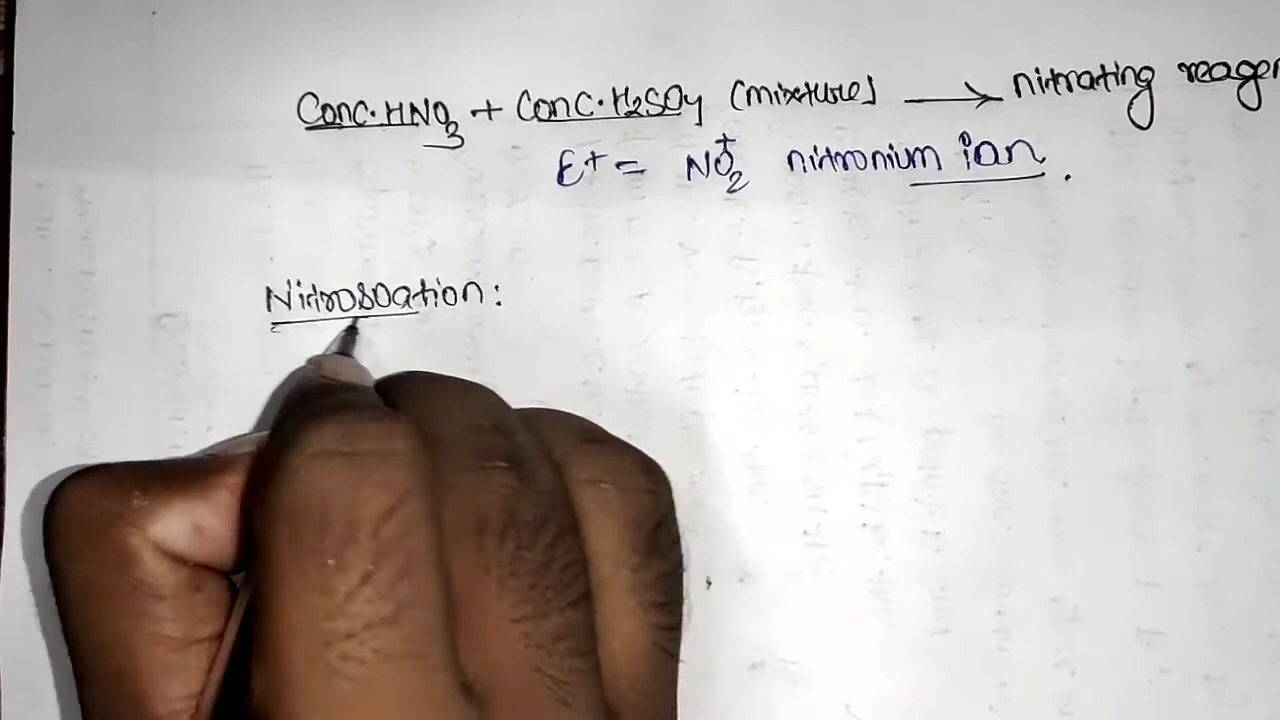 Conc. HNO3 + Conc. H2SO4 (mixture) → nitrating reagen
E+ = NO2+ nitronium ion.
Nitrosoation: